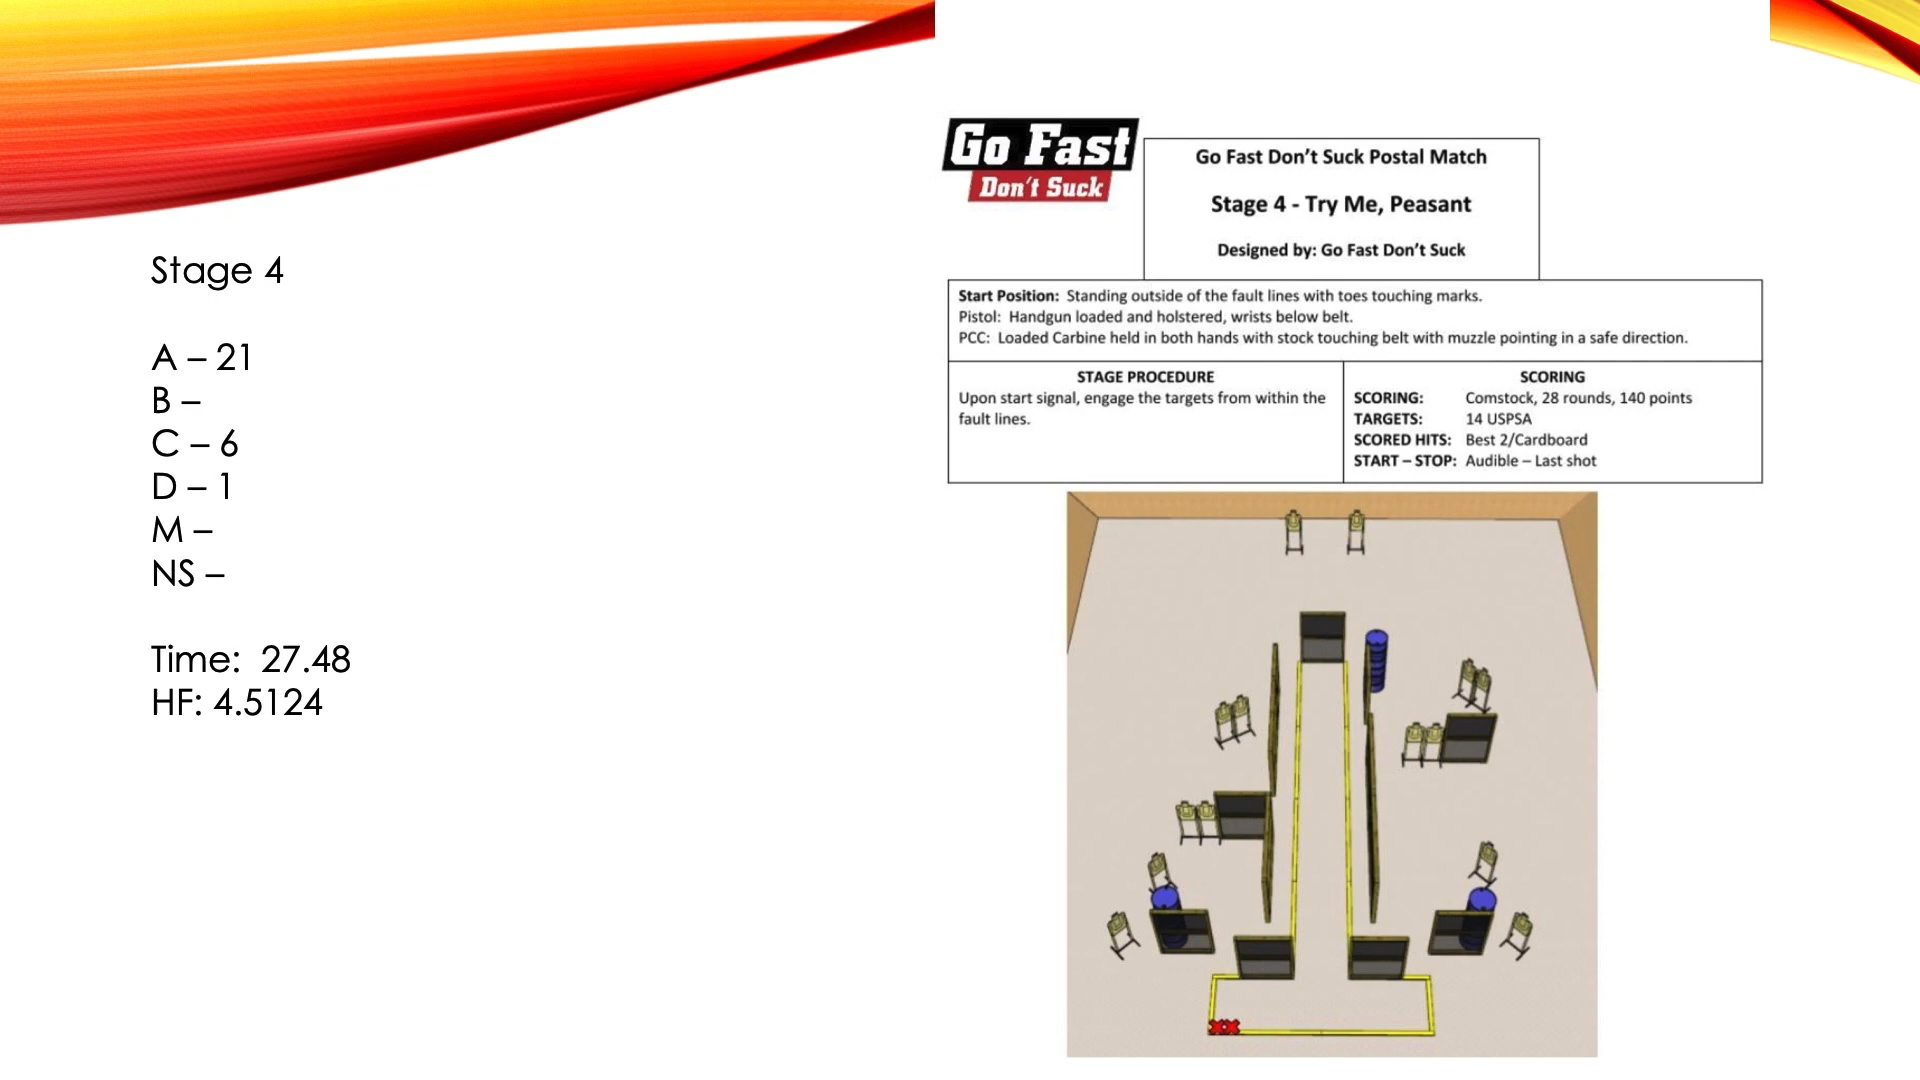 Stage 4
A – 21
B –
C – 6
D – 1
M –
NS –
Time:  27.48
HF: 4.5124
Go Fast
Don't Suck
Go Fast Don't Suck Postal Match
Stage 4 - Try Me, Peasant
Designed by: Go Fast Don't Suck
Start Position:  Standing outside of the fault lines with toes touching marks.
Pistol:  Handgun loaded and holstered, wrists below belt.
PCC:  Loaded Carbine held in both hands with stock touching belt with muzzle pointing in a safe direction.
STAGE PROCEDURE
Upon start signal, engage the targets from within the
fault lines.
SCORING
SCORING: Comstock, 28 rounds, 140 points
TARGETS: 14 USPSA
SCORED HITS: Best 2/Cardboard
START – STOP: Audible – Last shot
XX